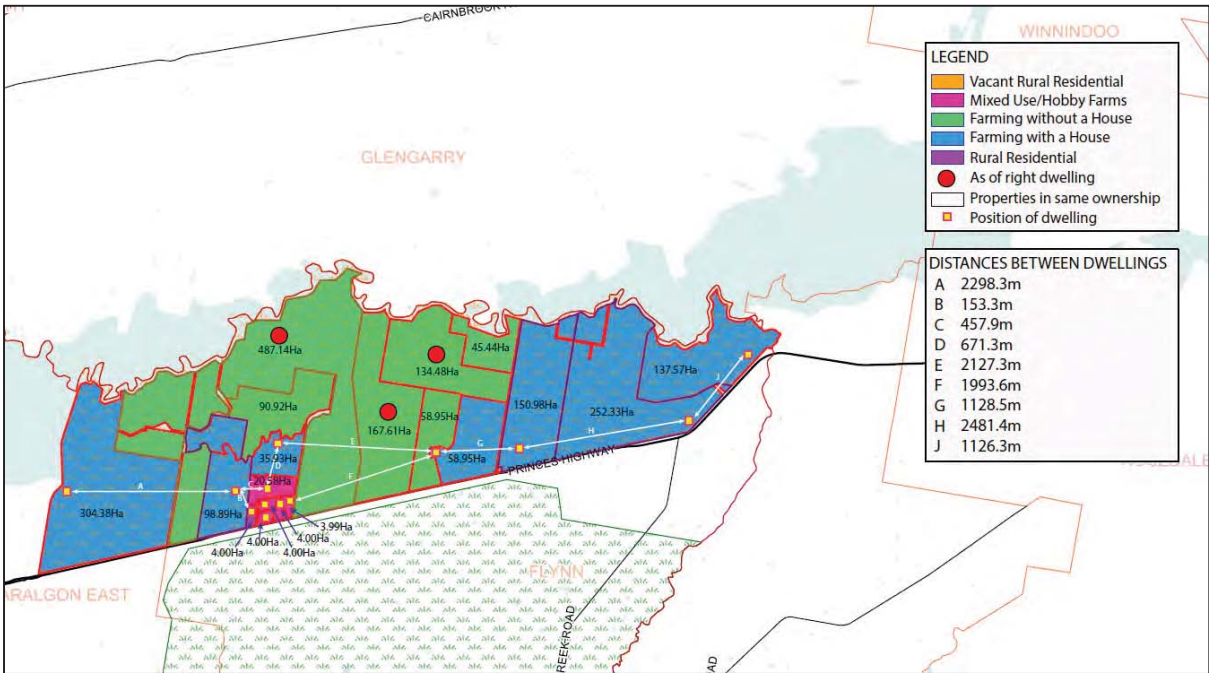 CAIRNBROOK
WINNINDOO
GLENGARRY
LEGEND
Vacant Rural Residential
Mixed Use/Hobby Farms
Farming without a House
Farming with a House
Rural Residential
As of right dwelling
Properties in same ownership
Position of dwelling
DISTANCES BETWEEN DWELLINGS
A 2298.3m
B 153.3m
C 457.9m
D 671.3m
E 2127.3m
F 1993.6m
G 1128.5m
H 2481.4m
J 1126.3m
487.14Ha
134.48Ha
45.44Ha
137.57Ha
90.92Ha
167.61Ha
58.95Ha
150.98Ha
252.33Ha
J
E
G
H
35.93Ha
58.95Ha
PRINCES HIGHWAY
D
F
A
C
20.58Ha
B
304.38Ha
98.89Ha
3.99Ha
4.00Ha
4.00Ha
4.00Ha
4.00Ha
FLYNN
ARALGON EAST
REEK ROAD
AD